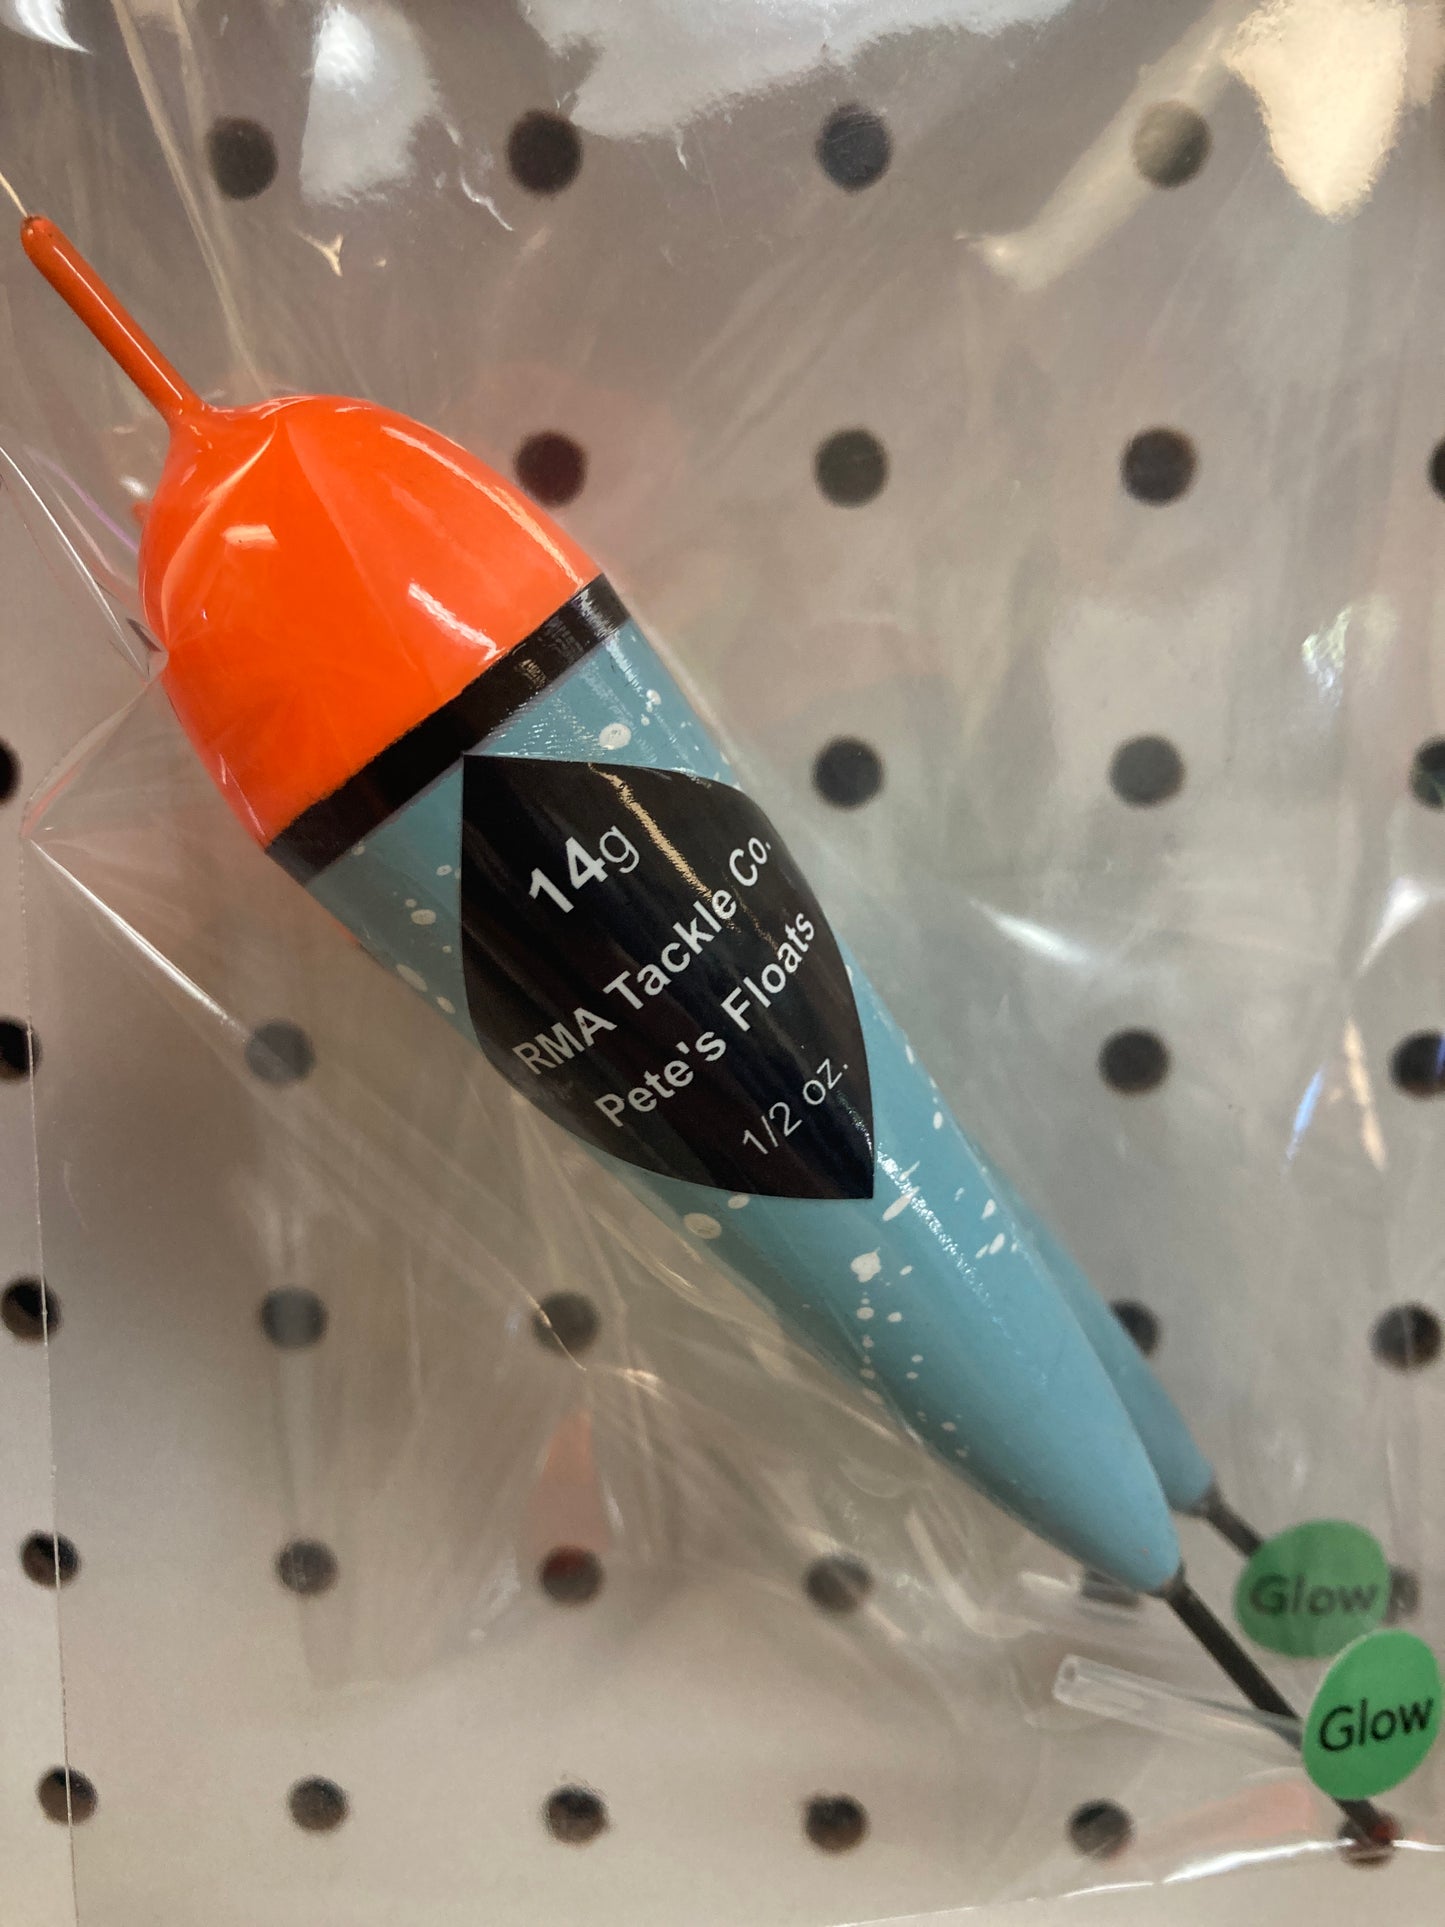 14g
RMA Tackle Co.
Pete's Floats
1/2 oz.
Glow
Glow